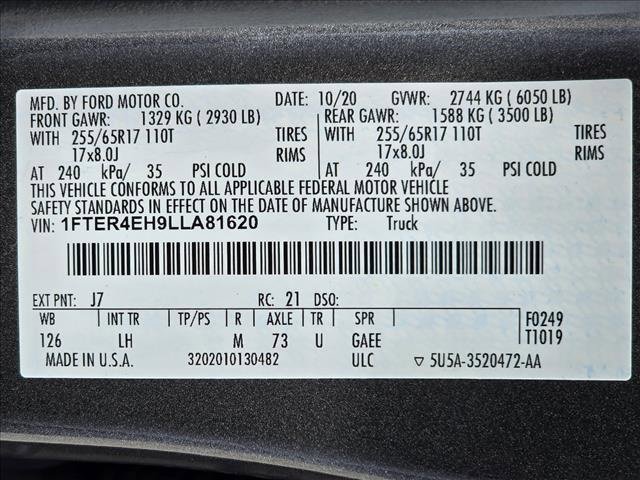 MFD. BY FORD MOTOR CO. DATE: 10/20 GVWR: 2744 KG ( 6050 LB)
FRONT GAWR: 1329 KG ( 2930 LB) REAR GAWR: 1588 KG ( 3500 LB)
WITH 255/65R17 110T TIRES WITH 255/65R17 110T TIRES
17x8.0J RIMS 17x8.0J RIMS
AT 240 kPa/ 35 PSI COLD AT 240 kPa/ 35 PSI COLD
THIS VEHICLE CONFORMS TO ALL APPLICABLE FEDERAL MOTOR VEHICLE
SAFETY STANDARDS IN EFFECT ON THE DATE OF MANUFACTURE SHOWN ABOVE.
VIN: 1FTER4EH9LLA81620 TYPE: Truck
EXT PNT: J7 RC: 21 DSO:
WB INT TR TP/PS R AXLE TR SPR F0249
126 LH M 73 U GAEE T1019
MADE IN U.S.A. 3202010130482 ULC ▽ 5U5A-3520472-AA